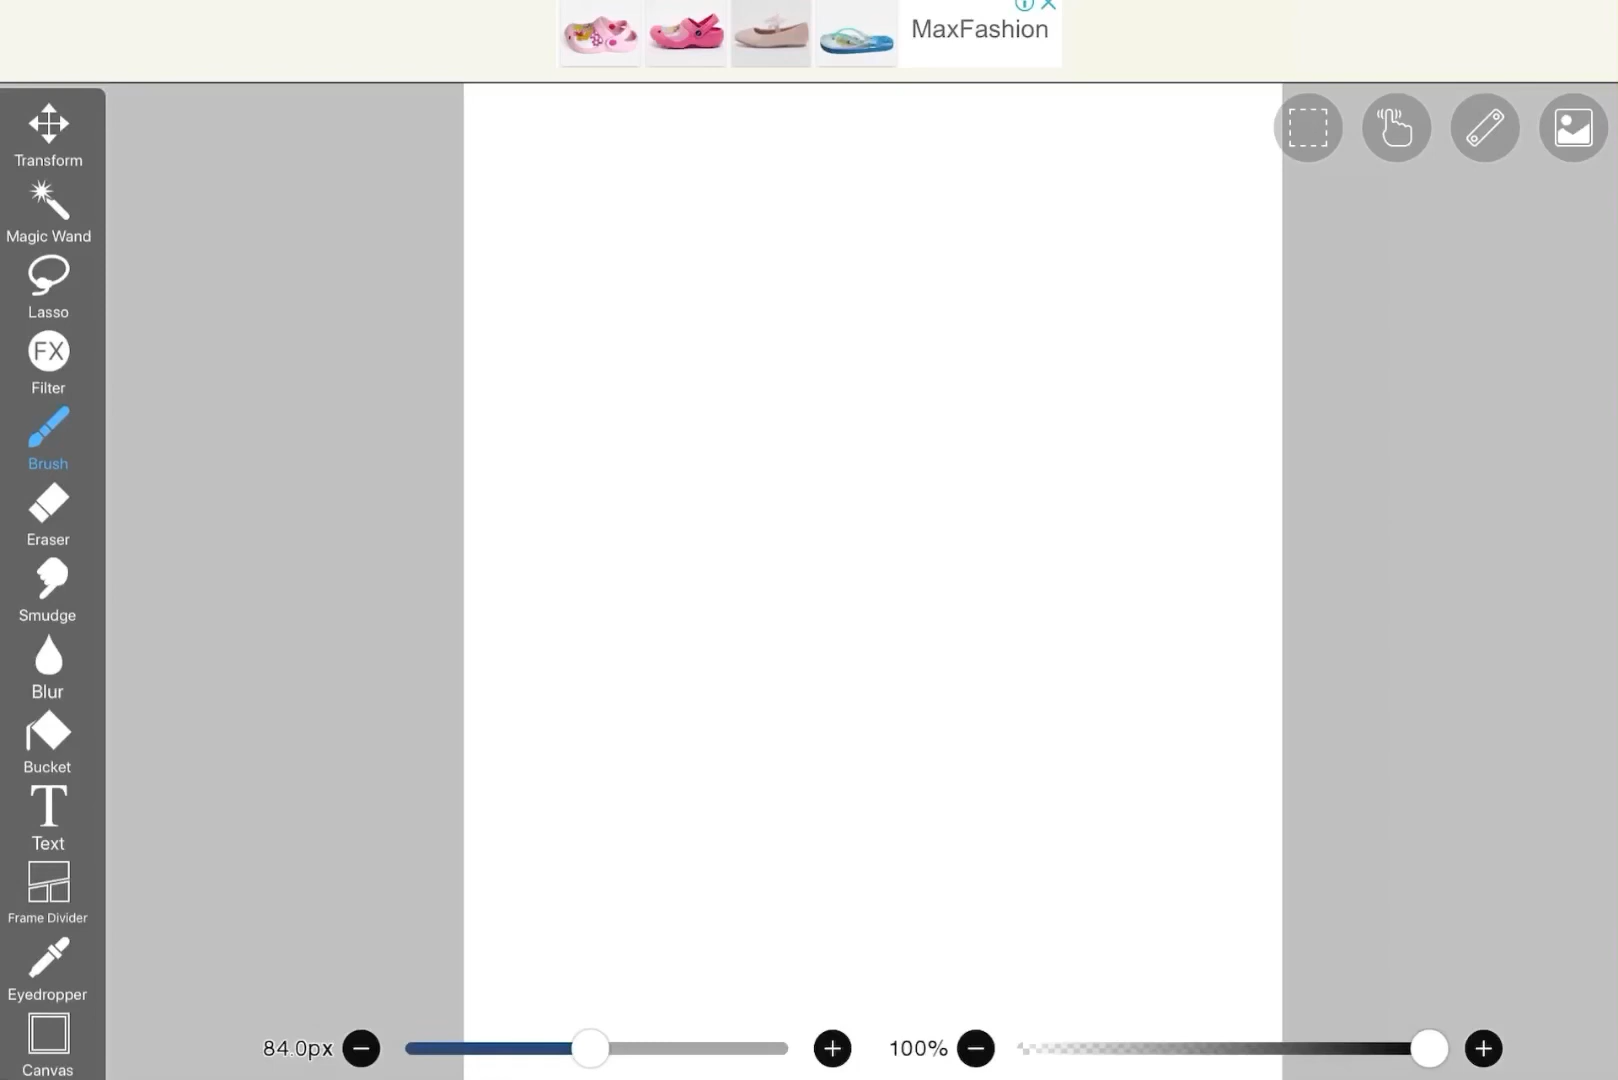 MaxFashion
Transform
Magic Wand
Lasso
FX
Filter
Brush
Eraser
Smudge
Blur
Bucket
T
Text
Frame Divider
Eyedropper
Canvas
84.0px
100%